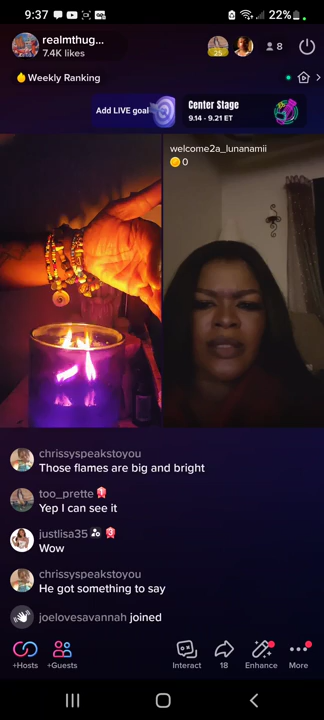 9:37
22%
realmthug...
7.4K likes
25
8
Weekly Ranking
Add LIVE goal
Center Stage
9.14 - 9.21 ET
welcome2a_lunanamii
0
chrissyspeakstoyou
Those flames are big and bright
too_prette
Yep I can see it
justlisa35
Wow
chrissyspeakstoyou
He got something to say
joelovesavannah joined
+Hosts
+Guests
Interact
18
Enhance
More